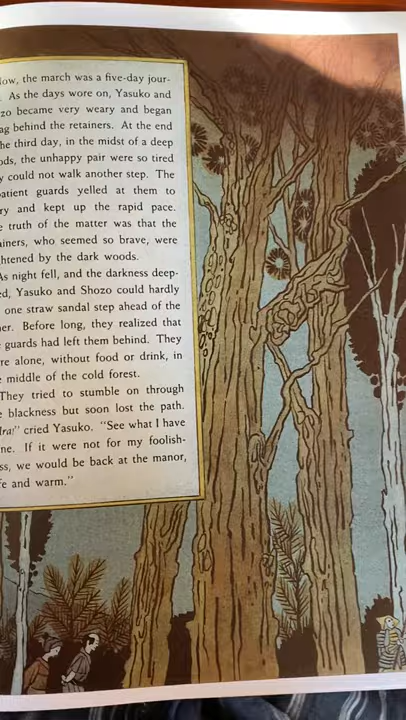 ow, the march was a five-day jour-
As the days wore on, Yasuko and
zo became very weary and began
ag behind the retainers. At the end
he third day, in the midst of a deep
ods, the unhappy pair were so tired
y could not walk another step. The
patient guards yelled at them to
ry and kept up the rapid pace.
e truth of the matter was that the
ainers, who seemed so brave, were
htened by the dark woods.
As night fell, and the darkness deep-
ed, Yasuko and Shozo could hardly
one straw sandal step ahead of the
her. Before long, they realized that
guards had left them behind. They
re alone, without food or drink, in
e middle of the cold forest.
They tried to stumble on through
e blackness but soon lost the path.
cried Yasuko. "See what I have
ne. If it were not for my foolish-
ss, we would be back at the manor,
fe and warm."